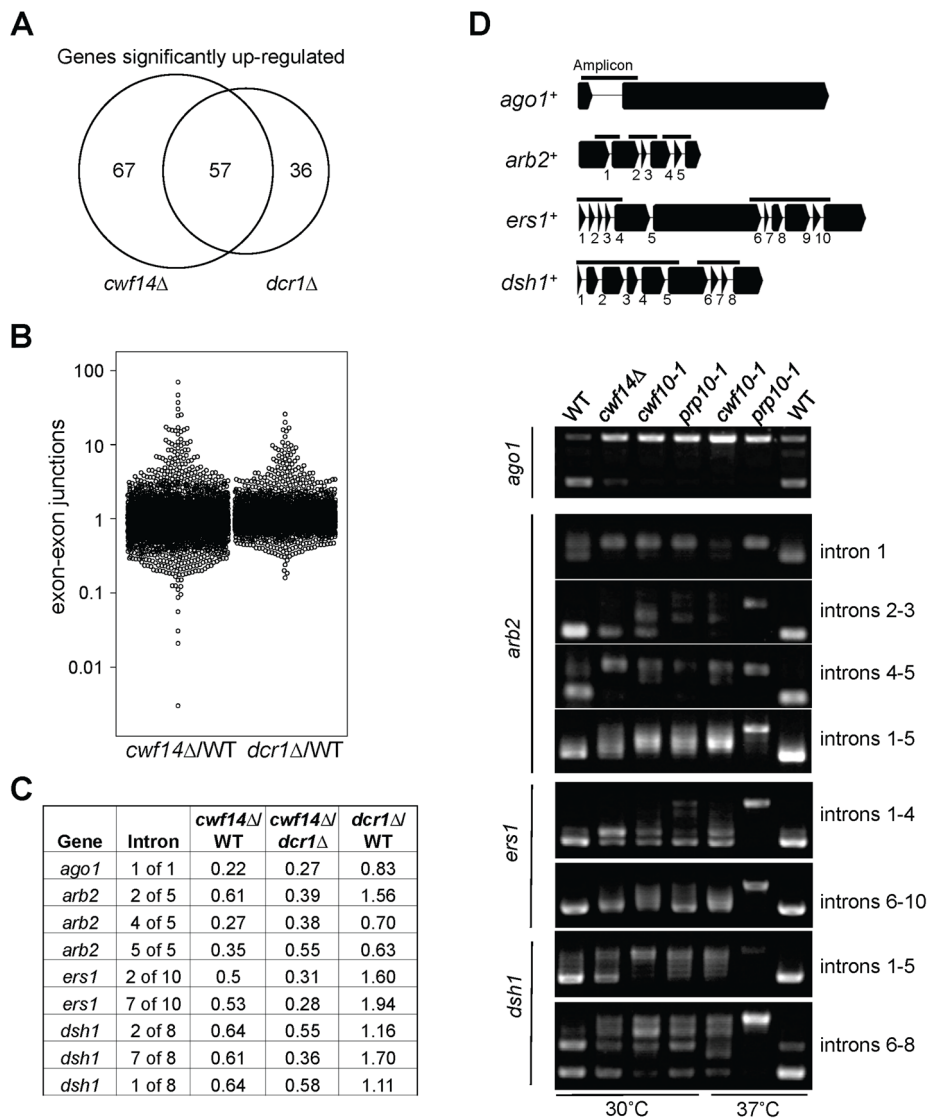 A
Genes significantly up-regulated
67
57
36
cwf14Δ
dcr1Δ
B
exon-exon junctions
100
10
1
0.1
0.01
cwf14Δ/WT
dcr1Δ/WT
C
Gene Intron cwf14Δ/WT cwf14Δ/dcr1Δ dcr1Δ/WT
ago1 1 of 1 0.22 0.27 0.83
arb2 2 of 5 0.61 0.39 1.56
arb2 4 of 5 0.27 0.38 0.70
arb2 5 of 5 0.35 0.55 0.63
ers1 2 of 10 0.5 0.31 1.60
ers1 7 of 10 0.53 0.28 1.94
dsh1 2 of 8 0.64 0.55 1.16
dsh1 7 of 8 0.61 0.36 1.70
dsh1 1 of 8 0.64 0.58 1.11
D
Amplicon
ago1+
arb2+
1 2 3 4 5
ers1+
1 2 3 4 5 6 7 8 9 10
dsh1+
1 2 3 4 5 6 7 8
WT cwf14Δ cwf10-1 prp10-1 cwf10-1 prp10-1 WT
ago1
arb2
intron 1
introns 2-3
introns 4-5
introns 1-5
ers1
introns 1-4
introns 6-10
dsh1
introns 1-5
introns 6-8
30°C
37°C